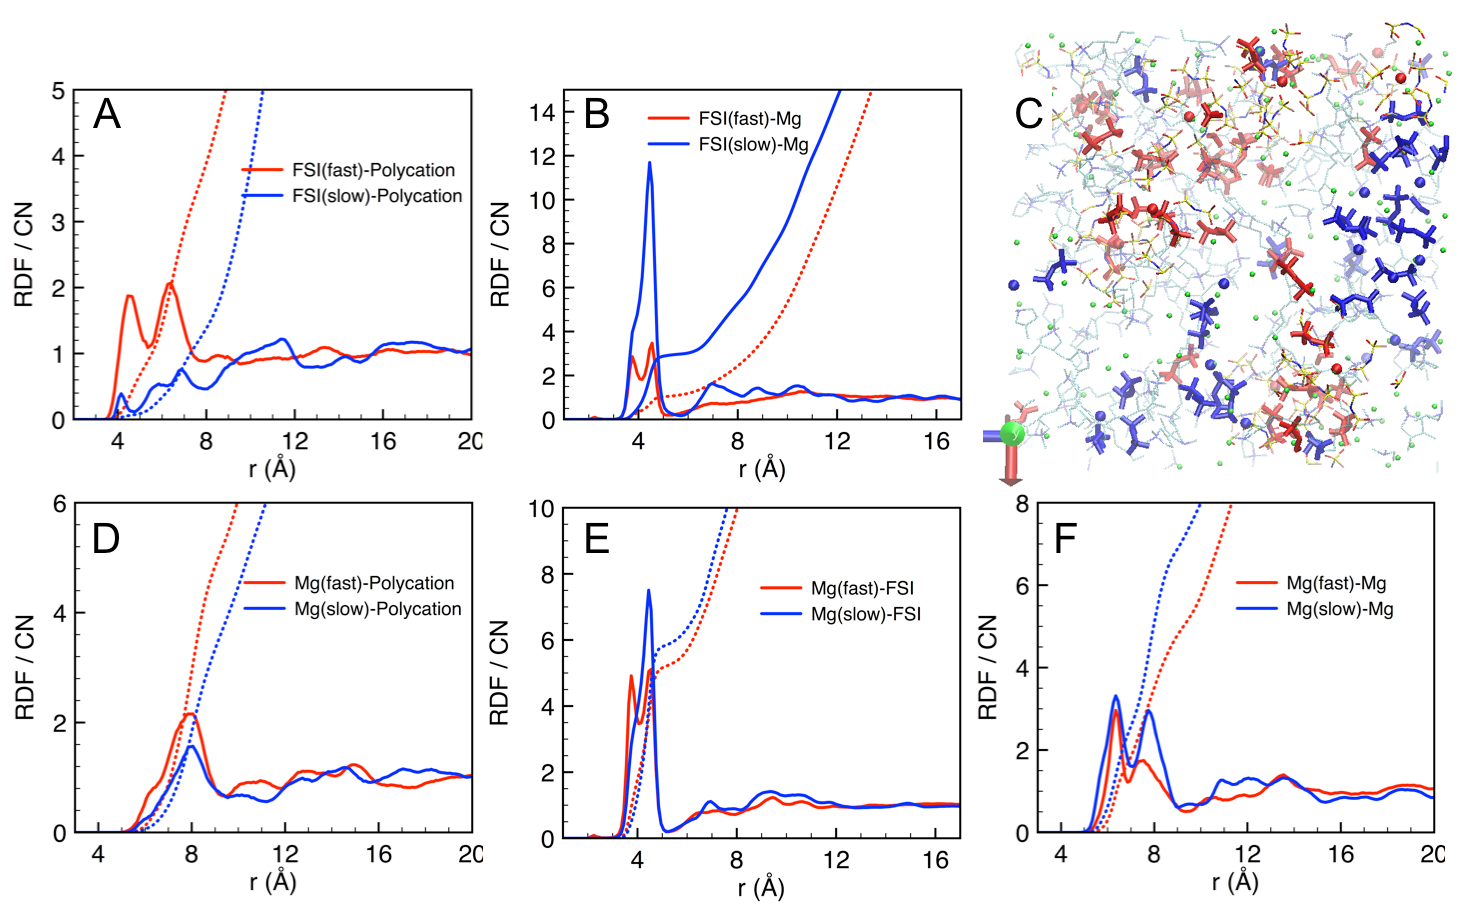 A
5
4
3
2
1
0
RDF / CN
FSI(fast)-Polycation
FSI(slow)-Polycation
4
8
12
16
20
r (Å)
B
14
12
10
8
6
4
2
0
RDF / CN
FSI(fast)-Mg
FSI(slow)-Mg
4
8
12
16
r (Å)
C
D
6
4
2
0
RDF / CN
Mg(fast)-Polycation
Mg(slow)-Polycation
4
8
12
16
20
r (Å)
E
10
8
6
4
2
0
RDF / CN
Mg(fast)-FSI
Mg(slow)-FSI
4
8
12
16
r (Å)
F
8
6
4
2
0
RDF / CN
Mg(fast)-Mg
Mg(slow)-Mg
4
8
12
16
20
r (Å)